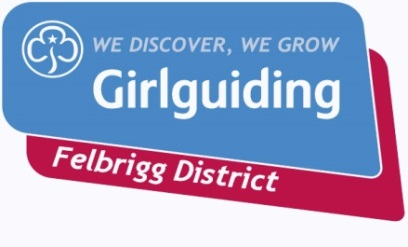 WE DISCOVER, WE GROW
Girlguiding
Felbrigg District